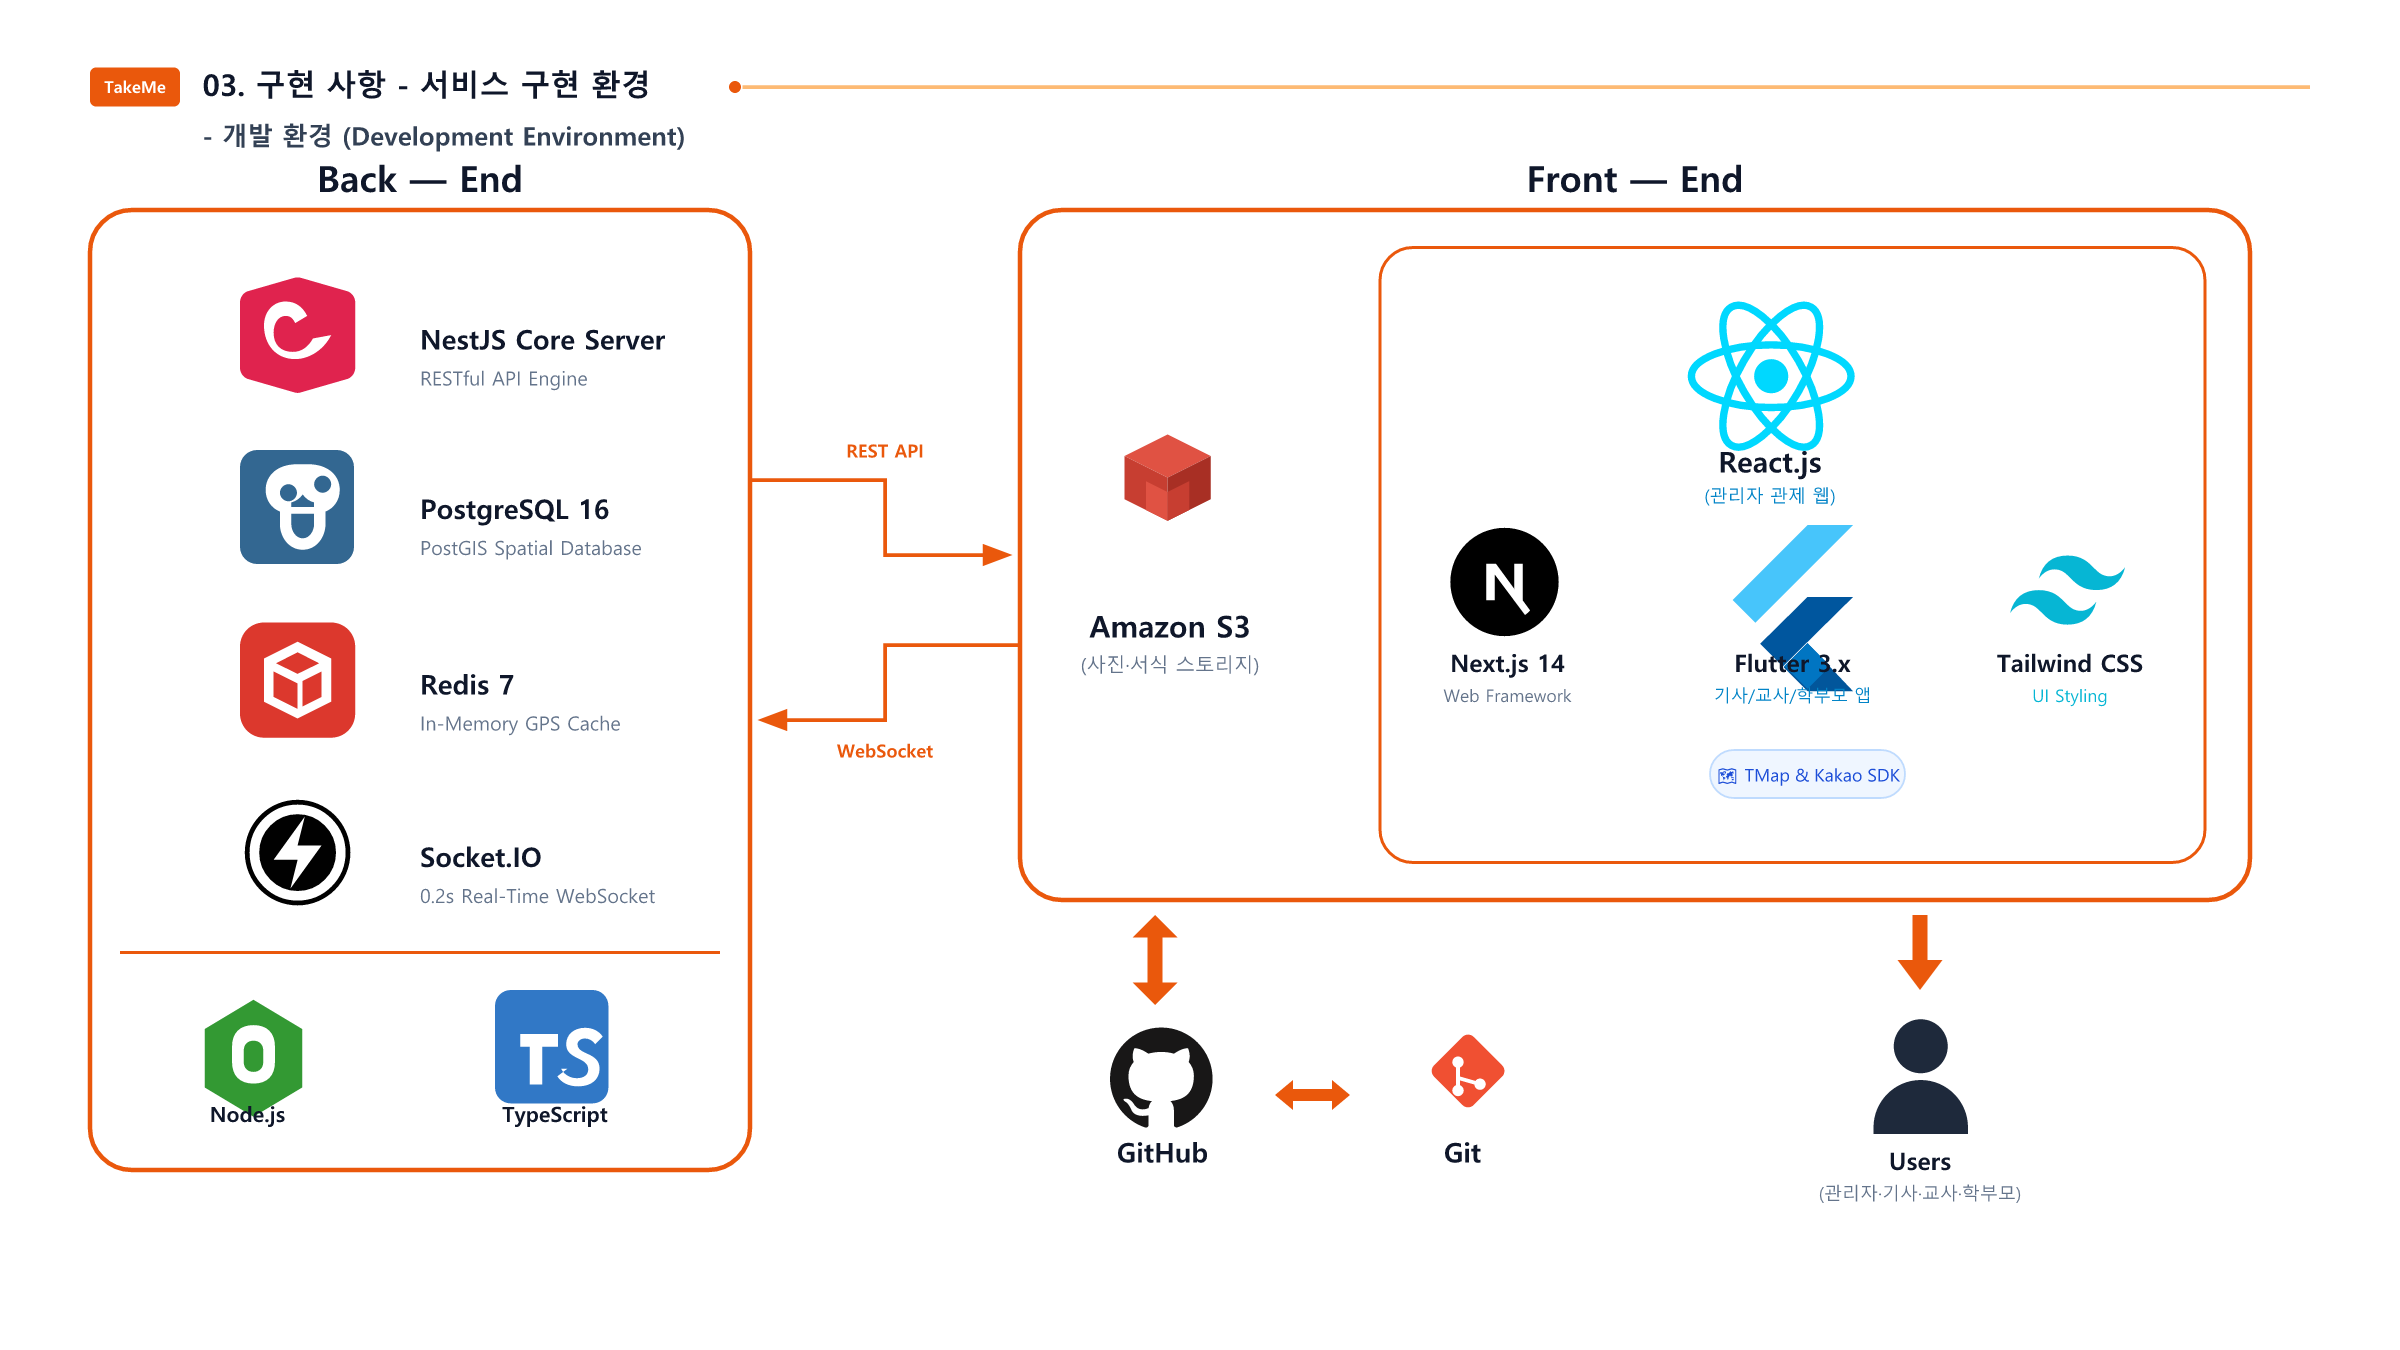 TakeMe
03. 구현 사항 - 서비스 구현 환경
- 개발 환경 (Development Environment)
Back — End
NestJS Core Server
RESTful API Engine
PostgreSQL 16
PostGIS Spatial Database
Redis 7
In-Memory GPS Cache
Socket.IO
0.2s Real-Time WebSocket
Node.js
TS
TypeScript
REST API
WebSocket
Front — End
Amazon S3
(사진·서식 스토리지)
React.js
(관리자 관제 웹)
N
Next.js 14
Web Framework
Flutter 3.x
기사/교사/학부모 앱
Tailwind CSS
UI Styling
TMap & Kakao SDK
GitHub
Git
Users
(관리자·기사·교사·학부모)